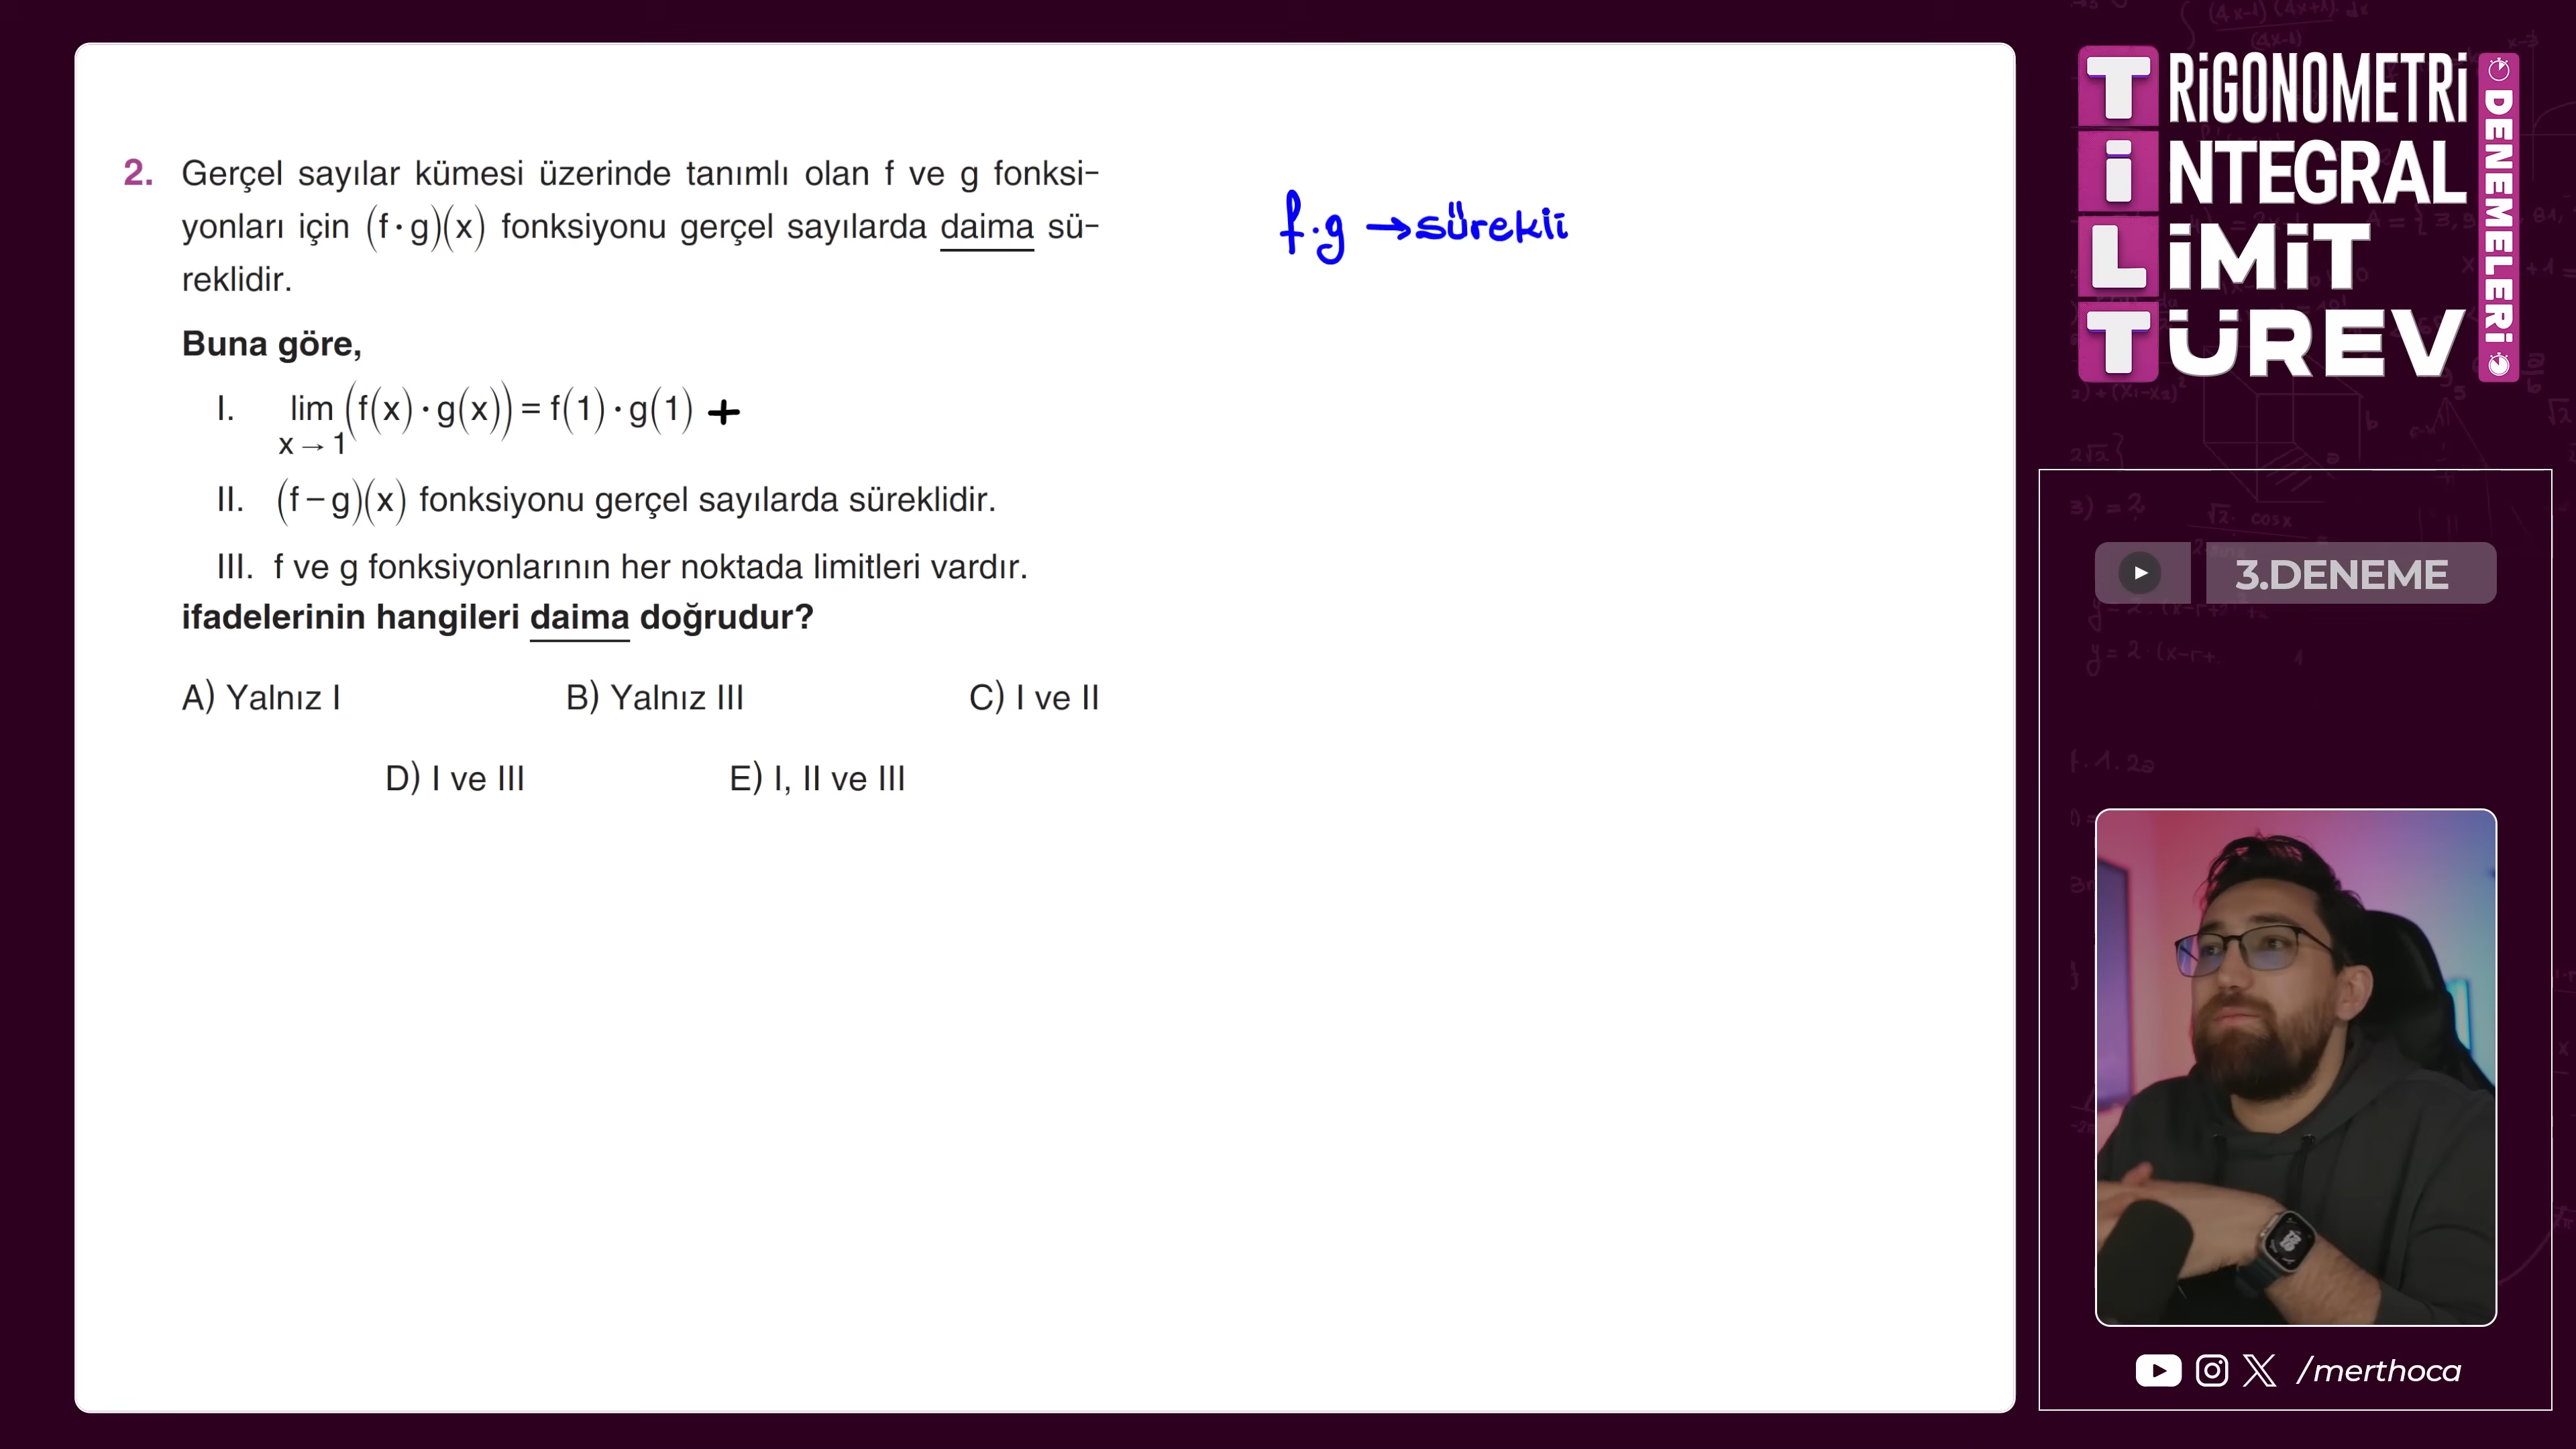 2. Gerçel sayılar kümesi üzerinde tanımlı olan f ve g fonksi-
yonları için (f·g)(x) fonksiyonu gerçel sayılarda daima sü-
reklidir.
Buna göre,
I. lim (f(x)·g(x)) = f(1)·g(1) +
x → 1
II. (f − g)(x) fonksiyonu gerçel sayılarda süreklidir.
III. f ve g fonksiyonlarının her noktada limitleri vardır.
ifadelerinin hangileri daima doğrudur?
A) Yalnız I B) Yalnız III C) I ve II
D) I ve III E) I, II ve III
f.g → sürekli
TRİGONOMETRİ
İNTEGRAL
LİMİT
TÜREV
DENEMELERİ
3.DENEME
/merthoca